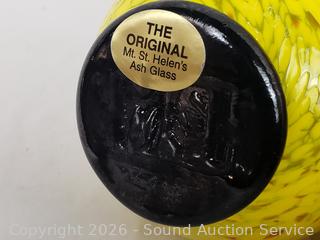 THE
ORIGINAL
Mt. St. Helen's
Ash Glass
Copyright 2026 - Sound Auction Service